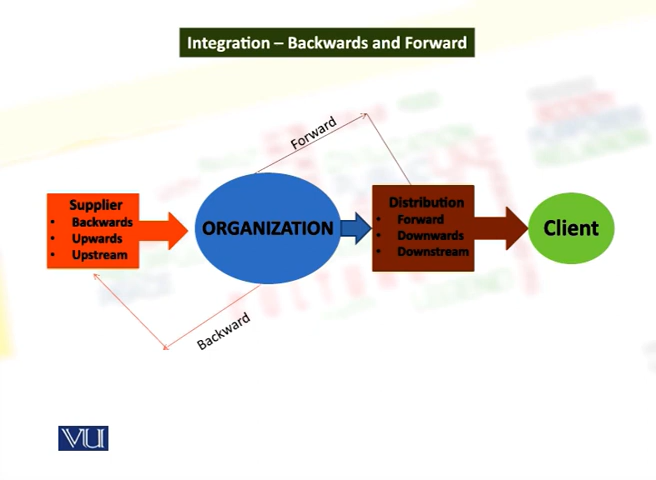 Integration – Backwards and Forward
Forward
Supplier
• Backwards
• Upwards
• Upstream
ORGANIZATION
Distribution
• Forward
• Downwards
• Downstream
Client
Backward
VU